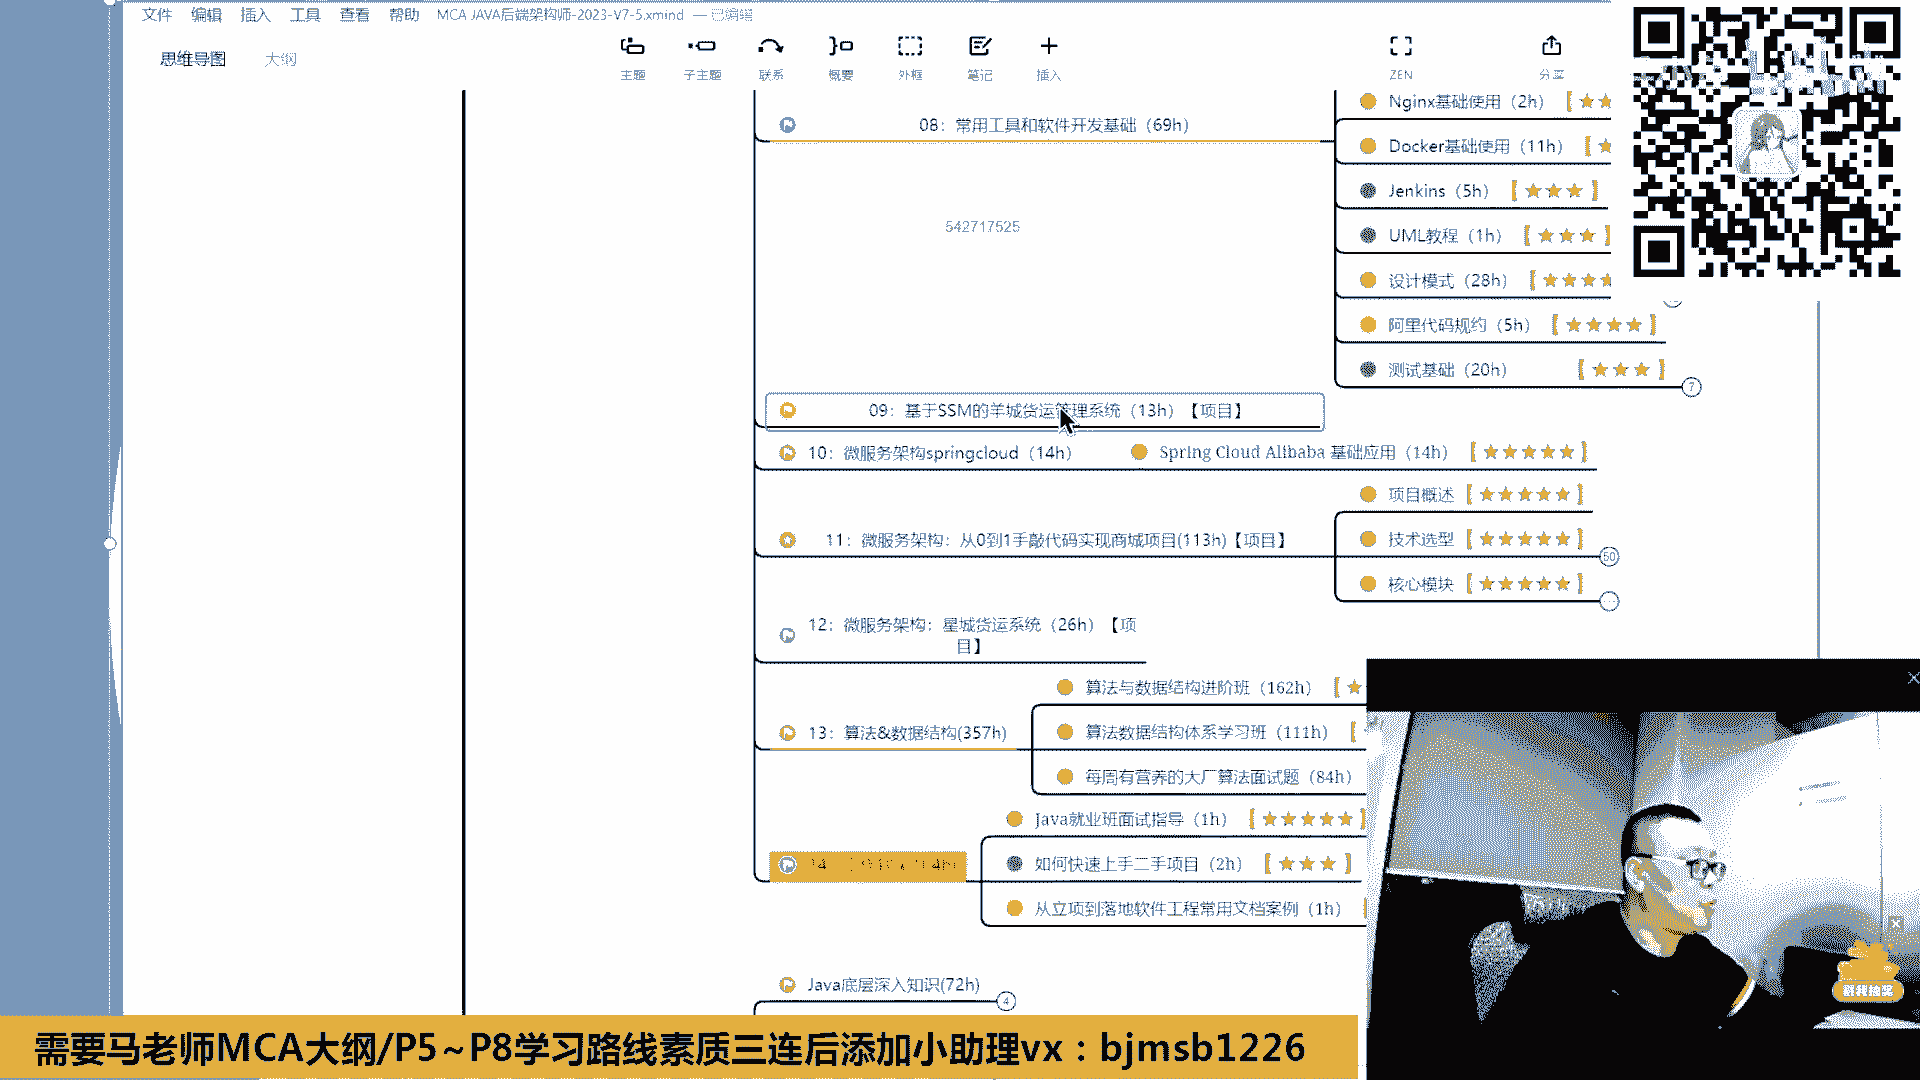 文件 编辑 插入 工具 查看 帮助 MCA JAVA后端架构师-2023-V7-5.xmind — 已编辑
思维导图 大纲
主题 子主题 联系 概要 外框 笔记 插入 ZEN 分享
Nginx基础使用（2h）【★★
08：常用工具和软件开发基础（69h）
Docker基础使用（11h）【★
Jenkins（5h）【★★★】
542717525
UML教程（1h）【★★★】
设计模式（28h）【★★★★
阿里代码规约（5h）【★★★★】
测试基础（20h）【★★★】
7
09：基于SSM的羊城货运管理系统（13h）【项目】
10：微服务架构springcloud（14h）
Spring Cloud Alibaba 基础应用（14h）【★★★★★】
项目概述【★★★★★】
11：微服务架构：从0到1手敲代码实现商城项目(113h)【项目】
技术选型【★★★★★】
50
核心模块【★★★★★】
12：微服务架构：星城货运系统（26h）【项
目】
算法与数据结构进阶班（162h）【★
13：算法&数据结构(357h)
算法数据结构体系学习班（111h）【
每周有营养的大厂算法面试题（84h）
Java就业班面试指导（1h）【★★★★★】
如何快速上手二手项目（2h）【★★★】
从立项到落地软件工程常用文档案例（1h）【
Java底层深入知识(72h)
4
戳我抽奖
需要马老师MCA大纲/P5~P8学习路线素质三连后添加小助理vx：bjmsb1226